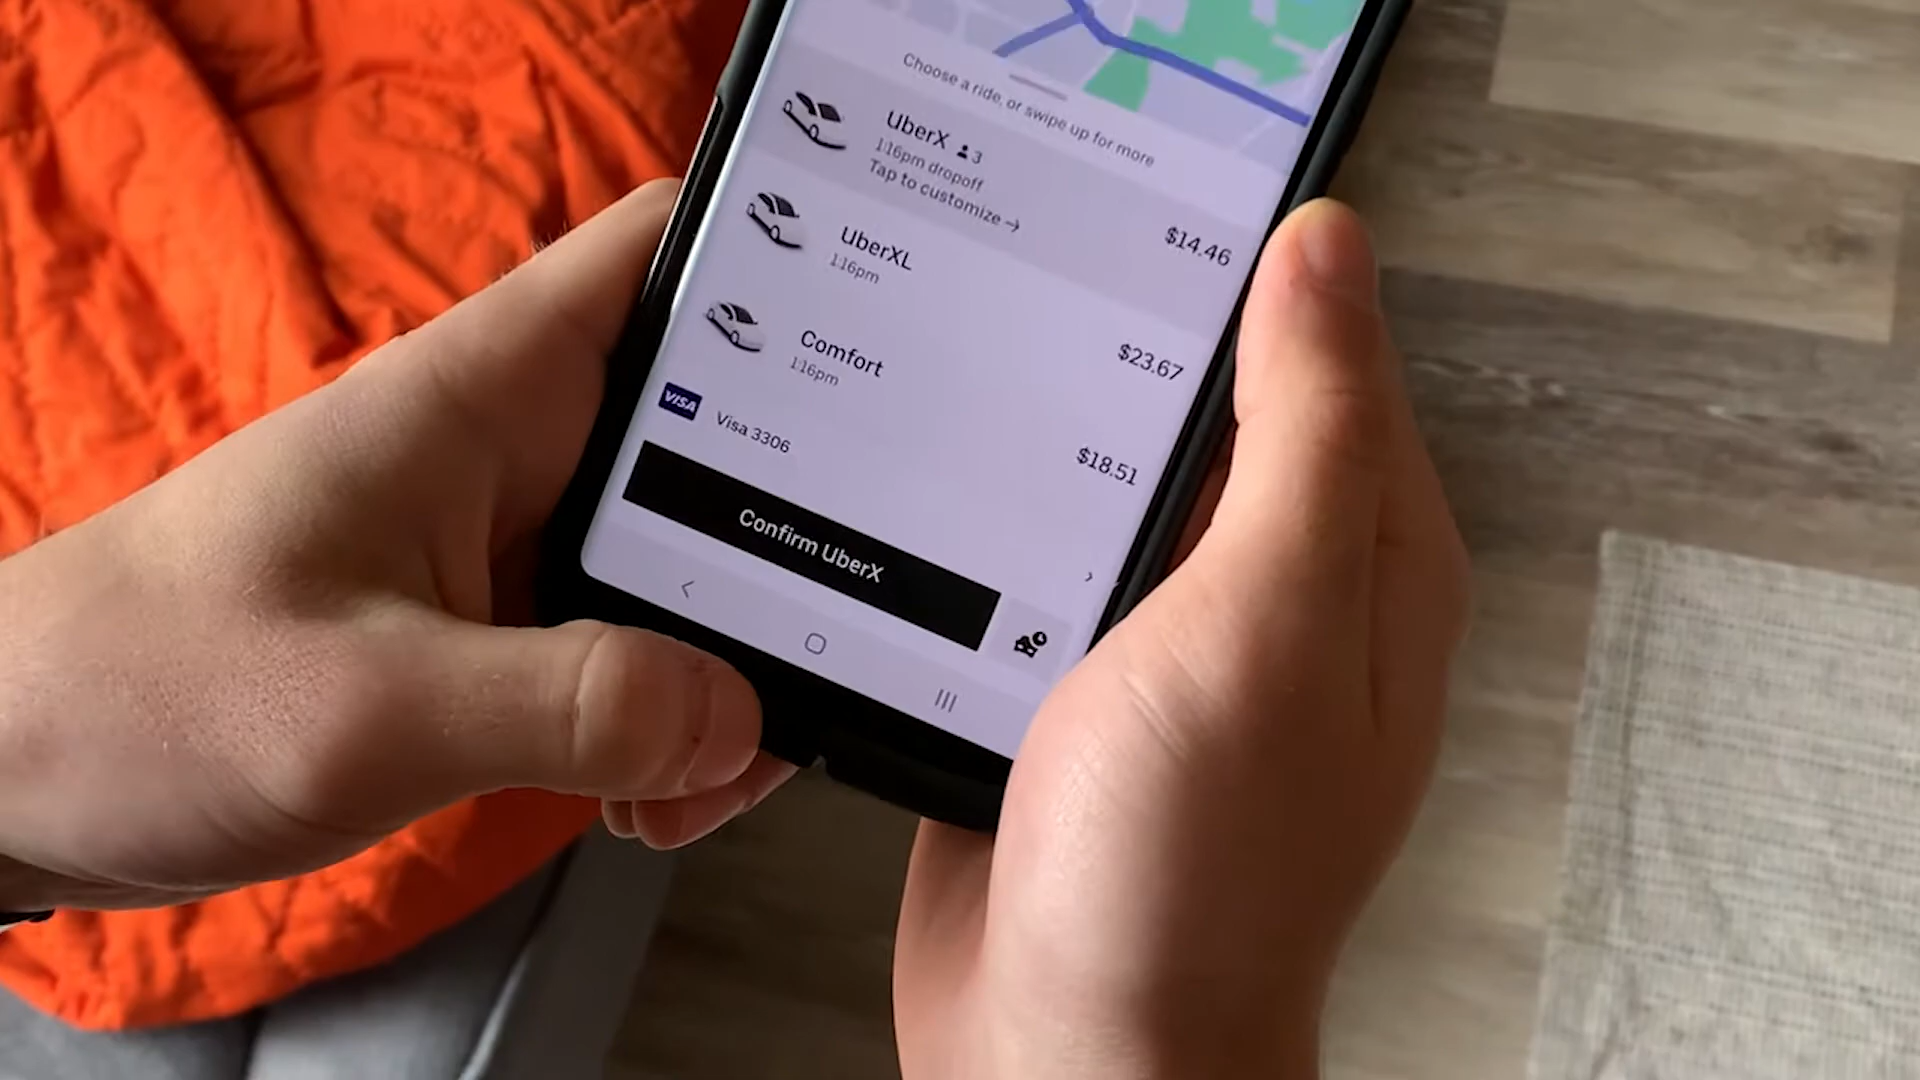 Choose a ride, or swipe up for more
UberX 3
1:16pm dropoff
Tap to customize →
$14.46
UberXL
1:16pm
$23.67
Comfort
1:16pm
$18.51
VISA
Visa 3306
Confirm UberX